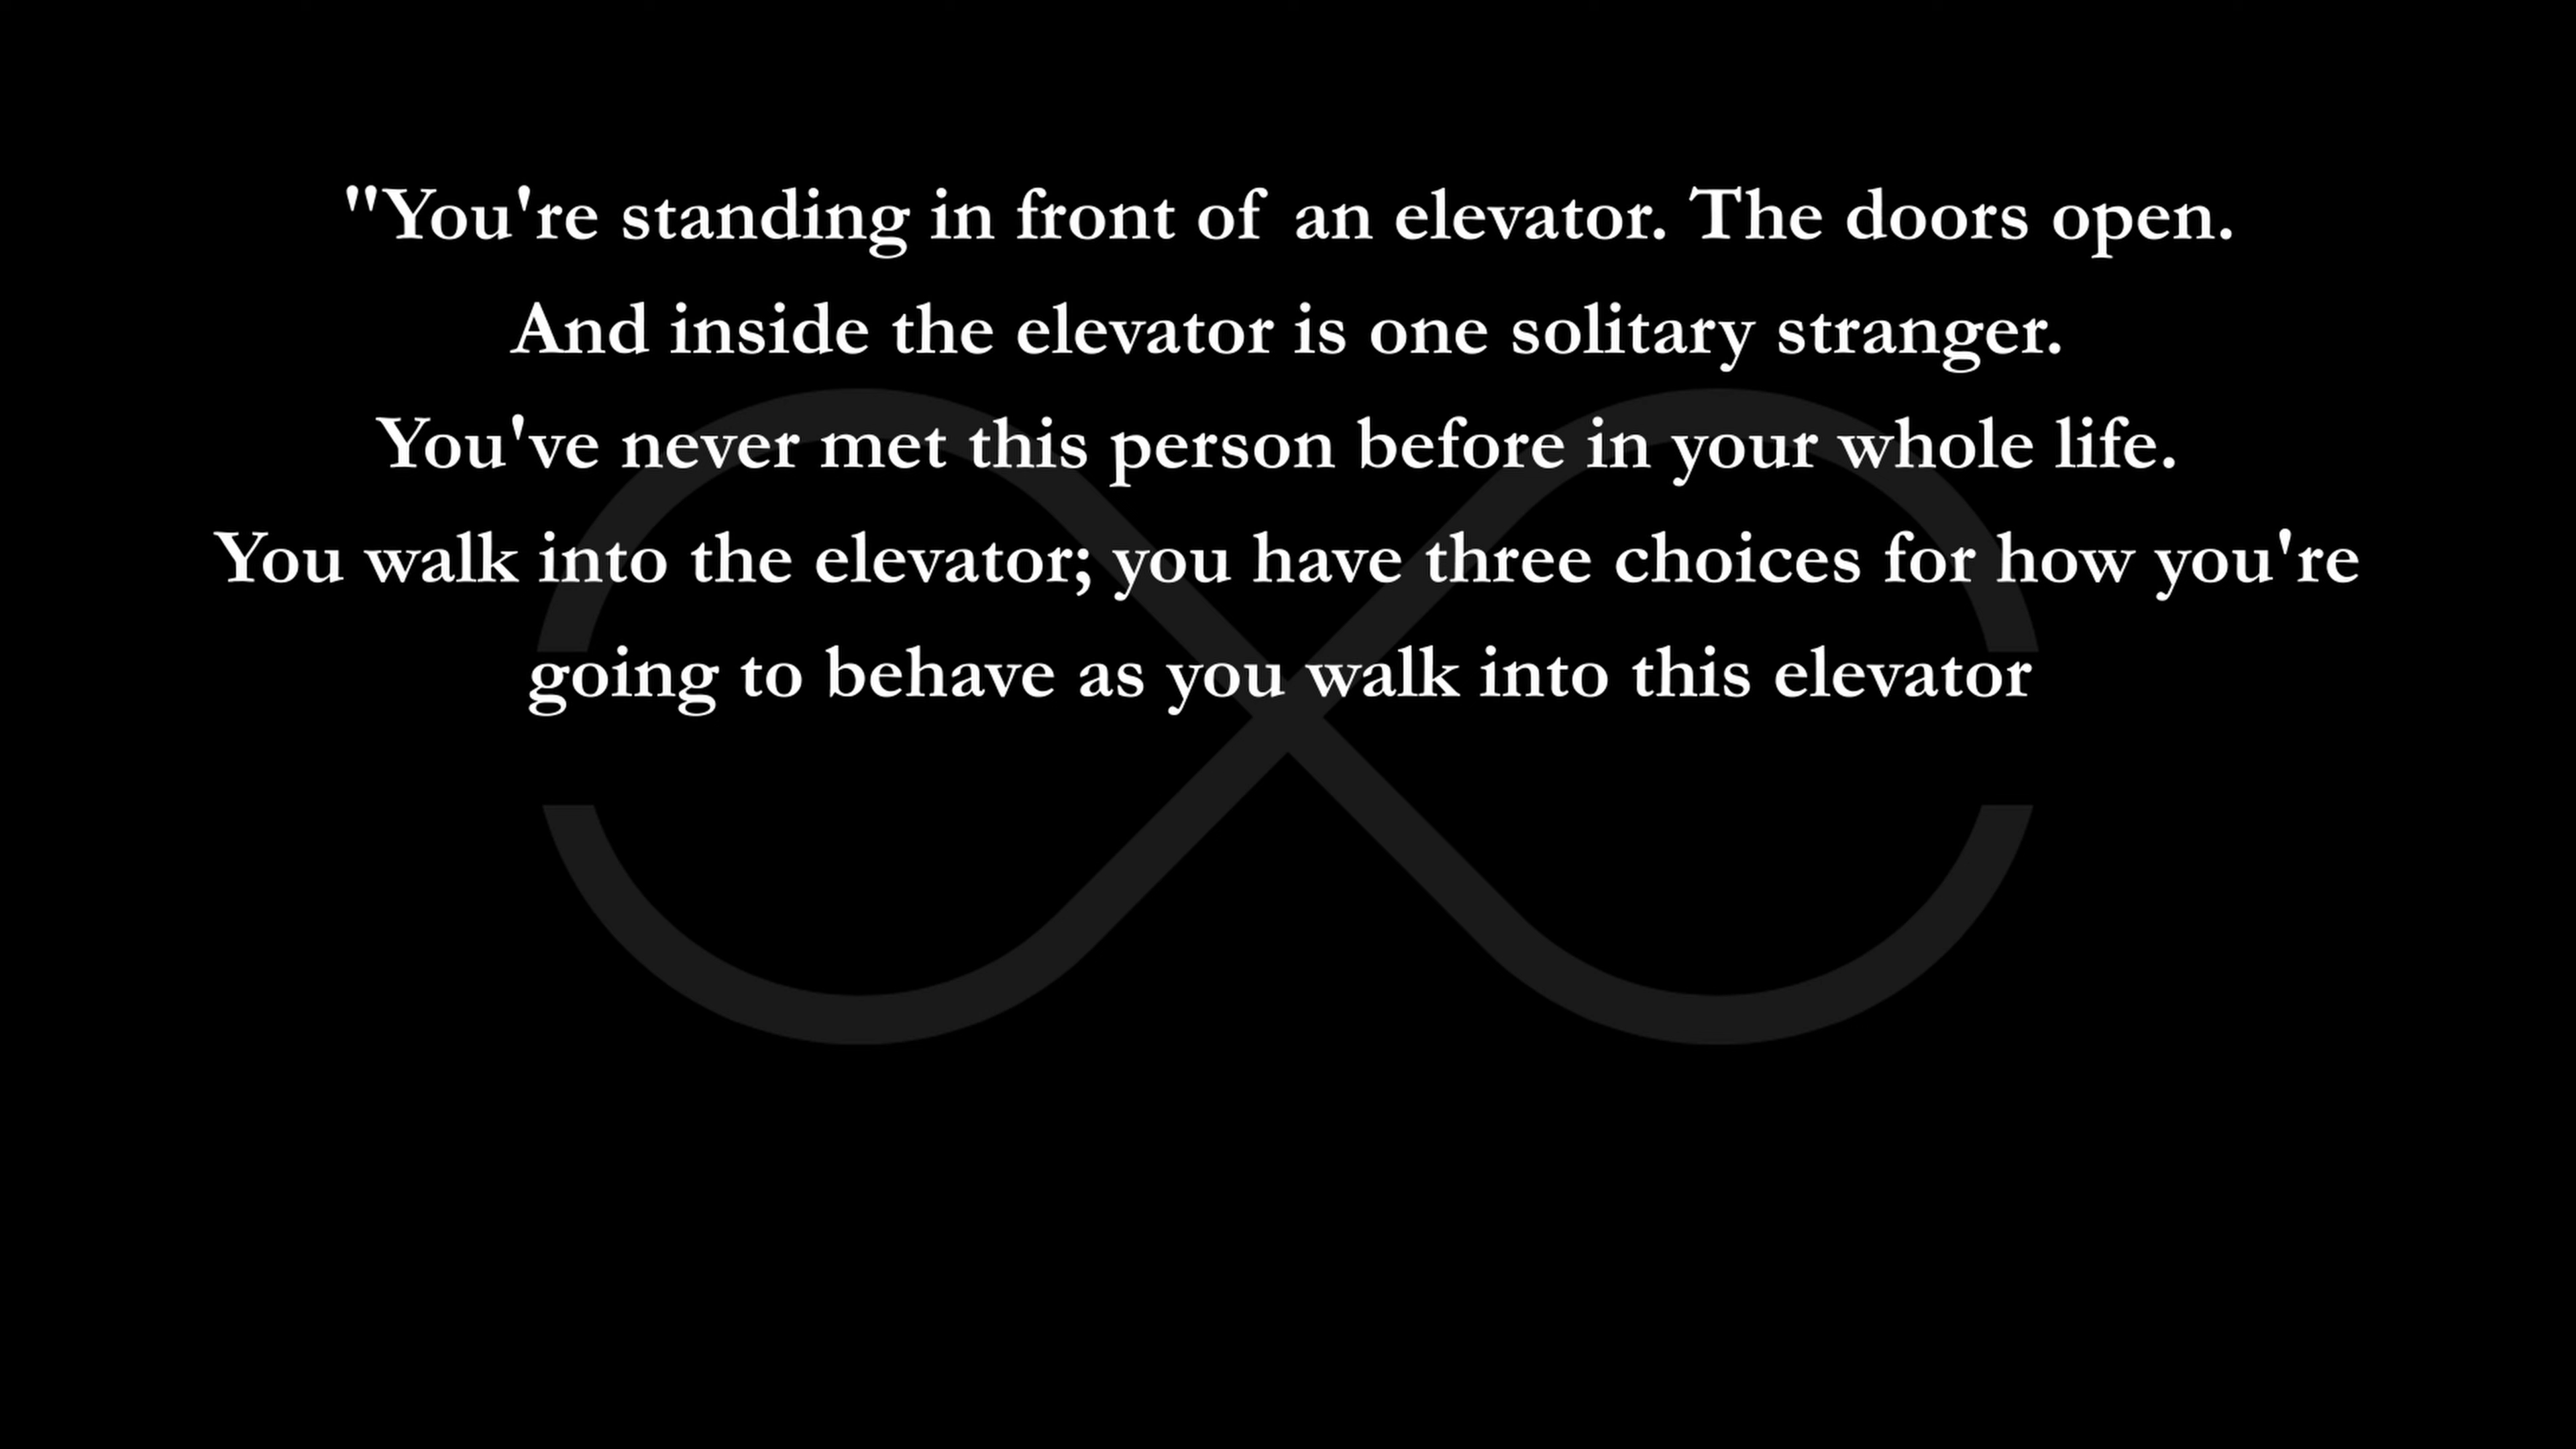 "You're standing in front of an elevator. The doors open.
And inside the elevator is one solitary stranger.
You've never met this person before in your whole life.
You walk into the elevator; you have three choices for how you're
going to behave as you walk into this elevator